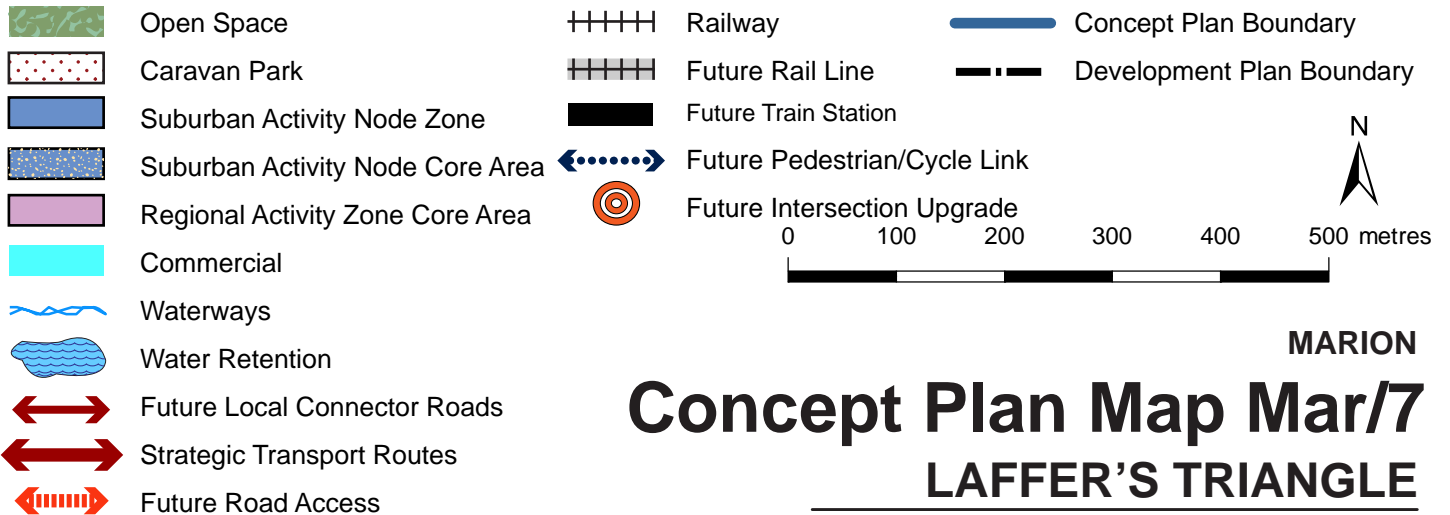 Open Space
Caravan Park
Suburban Activity Node Zone
Suburban Activity Node Core Area
Regional Activity Zone Core Area
Commercial
Waterways
Water Retention
Future Local Connector Roads
Strategic Transport Routes
Future Road Access
Railway
Future Rail Line
Future Train Station
Future Pedestrian/Cycle Link
Future Intersection Upgrade
Concept Plan Boundary
Development Plan Boundary
N
0 100 200 300 400 500 metres
MARION
Concept Plan Map Mar/7
LAFFER'S TRIANGLE